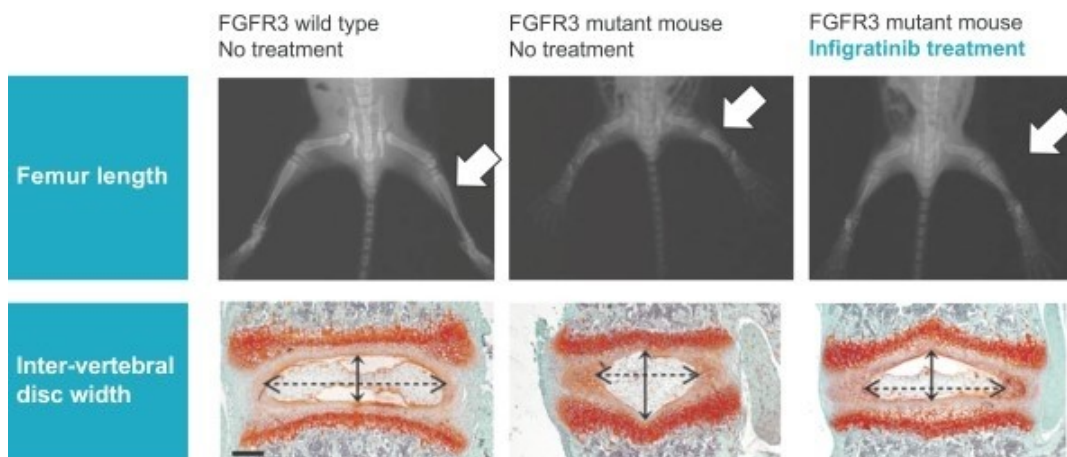 FGFR3 wild type
No treatment
FGFR3 mutant mouse
No treatment
FGFR3 mutant mouse
Infigratinib treatment
Femur length
Inter-vertebral
disc width